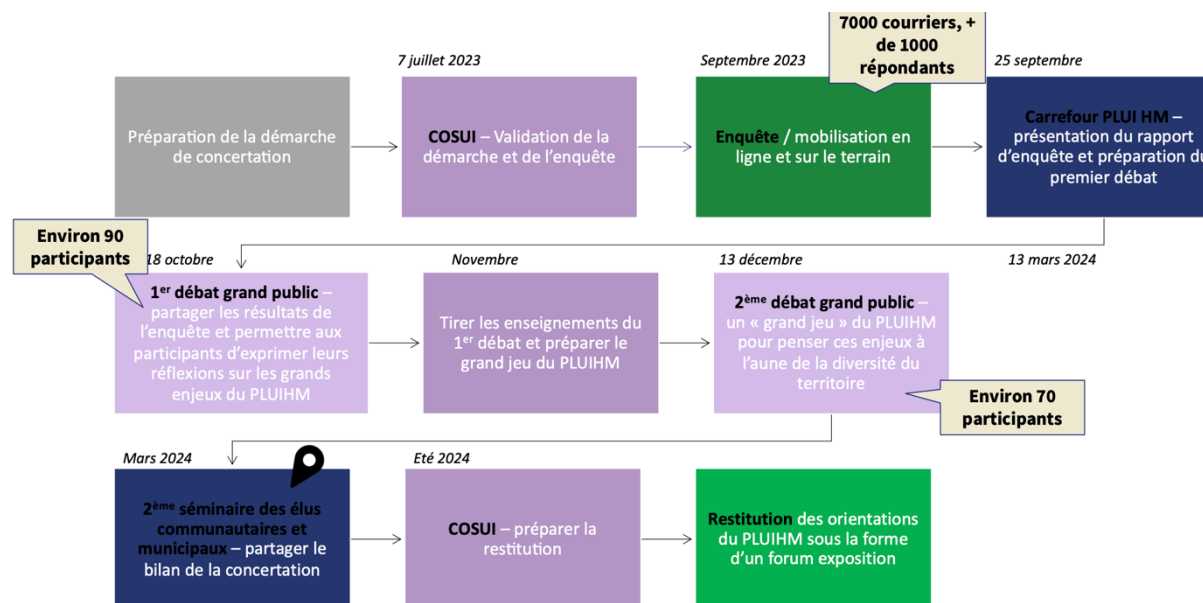 7000 courriers, +
de 1000
répondants
7 juillet 2023
Septembre 2023
25 septembre
Préparation de la démarche
de concertation
COSUI – Validation de la
démarche et de l’enquête
Enquête / mobilisation en
ligne et sur le terrain
Carrefour PLUI HM –
présentation du rapport
d’enquête et préparation du
premier débat
Environ 90
participants
18 octobre
Novembre
13 décembre
13 mars 2024
1er débat grand public –
partager les résultats de
l’enquête et permettre aux
participants d’exprimer leurs
réflexions sur les grands
enjeux du PLUIHM
Tirer les enseignements du
1er débat et préparer le
grand jeu du PLUIHM
2ème débat grand public –
un « grand jeu » du PLUIHM
pour penser ces enjeux à
l’aune de la diversité du
territoire
Environ 70
participants
Mars 2024
Eté 2024
2ème séminaire des élus
communautaires et
municipaux – partager le
bilan de la concertation
COSUI – préparer la
restitution
Restitution des orientations
du PLUIHM sous la forme
d’un forum exposition